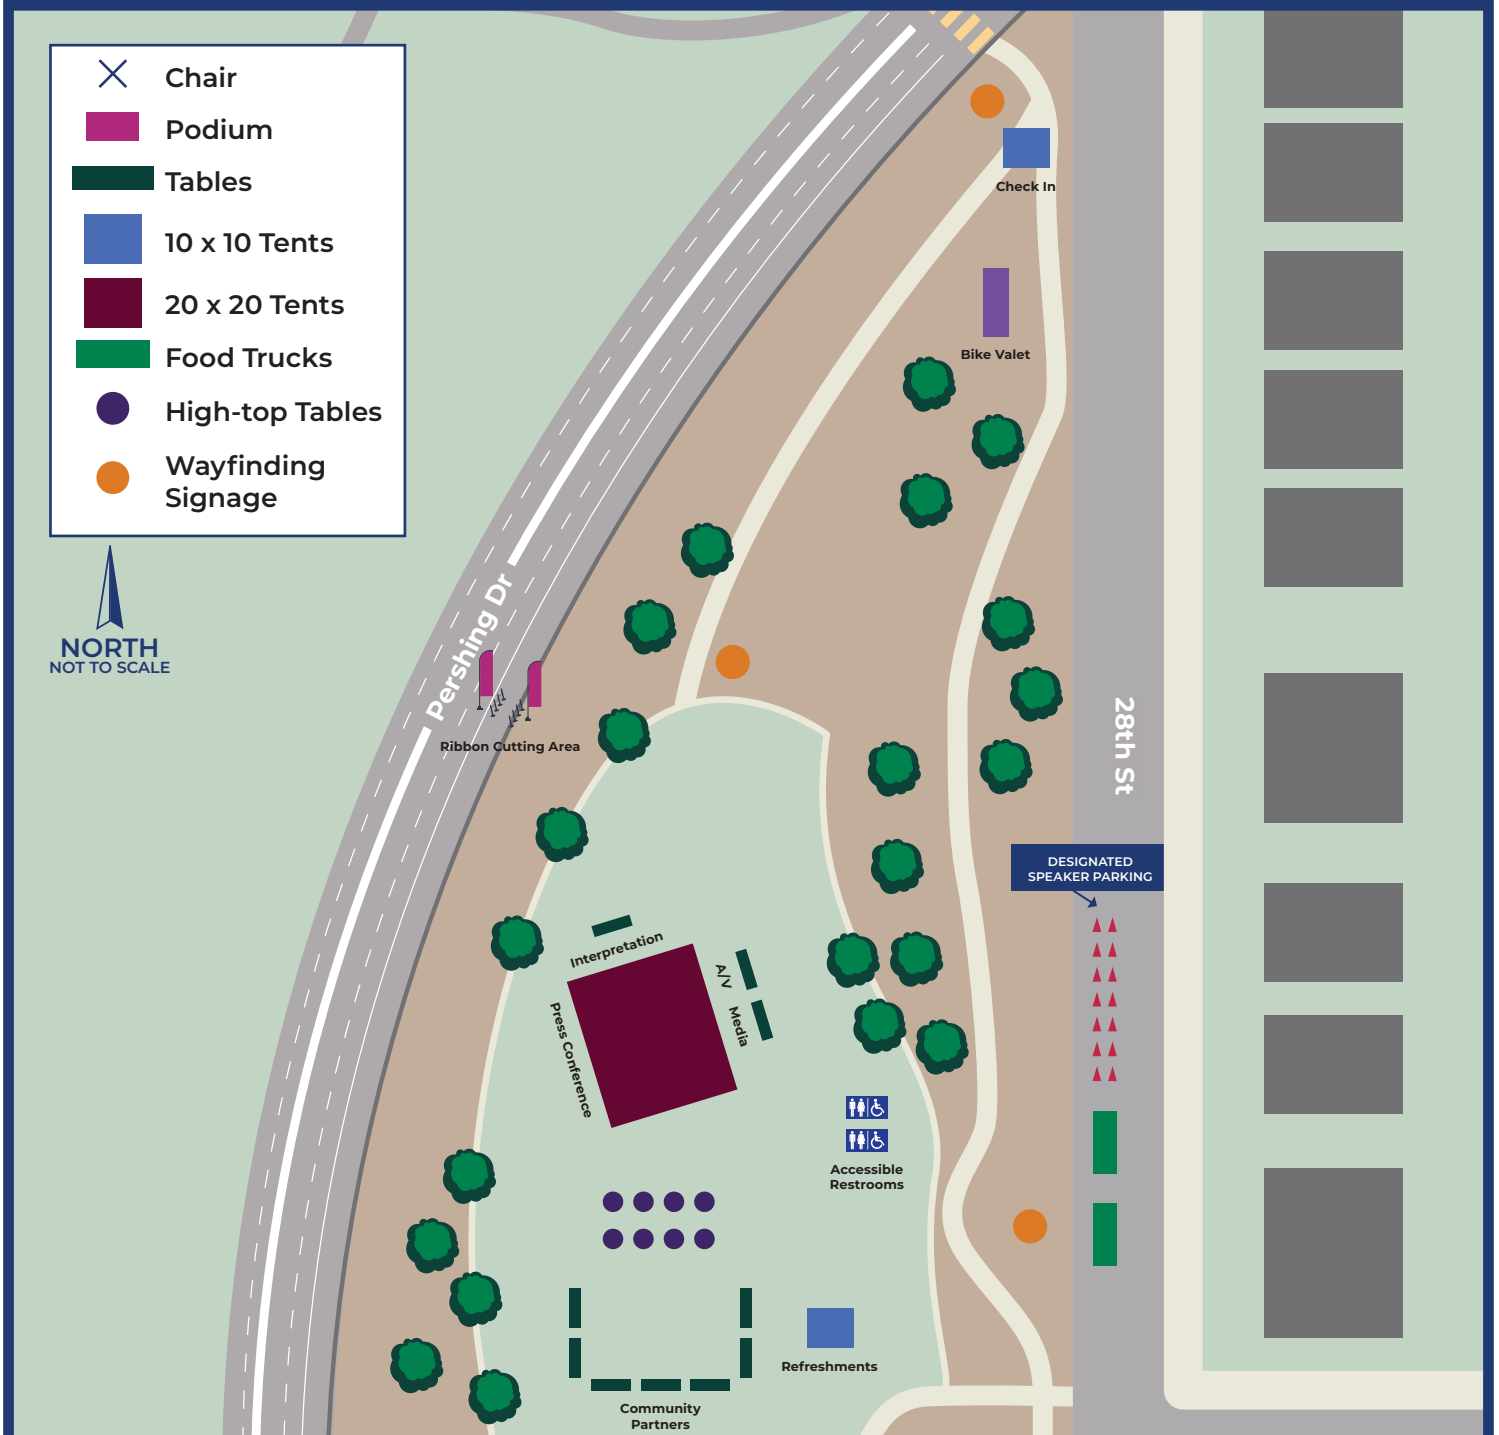 Chair
Podium
Tables
10 x 10 Tents
20 x 20 Tents
Food Trucks
High-top Tables
Wayfinding
Signage
NORTH
NOT TO SCALE
Check In
Bike Valet
Pershing Dr
Ribbon Cutting Area
28th St
DESIGNATED
SPEAKER PARKING
Interpretation
A/V
Media
Press Conference
Accessible
Restrooms
Refreshments
Community
Partners